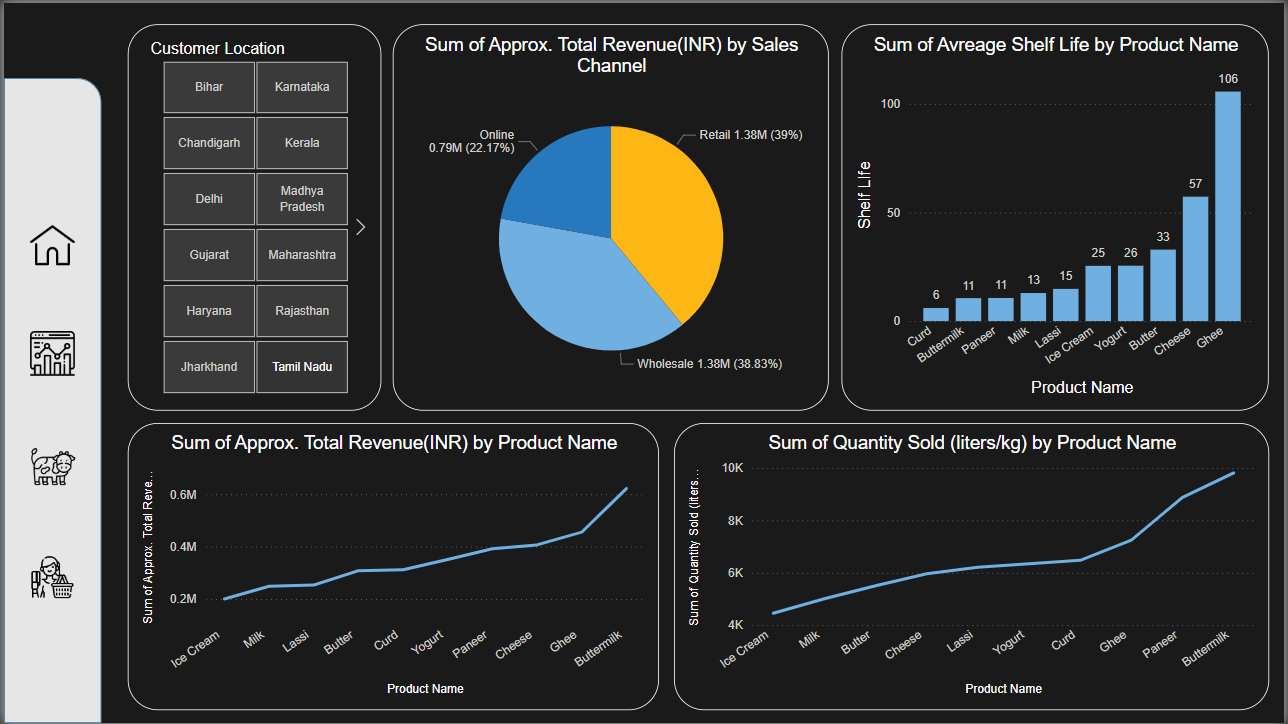 Customer Location
Bihar
Karnataka
Chandigarh
Kerala
Delhi
Madhya
Pradesh
Gujarat
Maharashtra
Haryana
Rajasthan
Jharkhand
Tamil Nadu
Sum of Approx. Total Revenue(INR) by Sales
Channel
Online
0.79M (22.17%)
Retail 1.38M (39%)
Wholesale 1.38M (38.83%)
Sum of Avreage Shelf Life by Product Name
Shelf Life
100
50
0
6
11
11
13
15
25
26
33
57
106
Curd
Buttermilk
Paneer
Milk
Lassi
Ice Cream
Yogurt
Butter
Cheese
Ghee
Product Name
Sum of Approx. Total Revenue(INR) by Product Name
Sum of Approx. Total Reve...
0.6M
0.4M
0.2M
Ice Cream
Milk
Lassi
Butter
Curd
Yogurt
Paneer
Cheese
Ghee
Buttermilk
Product Name
Sum of Quantity Sold (liters/kg) by Product Name
Sum of Quantity Sold (liters...
10K
8K
6K
4K
Ice Cream
Milk
Butter
Cheese
Lassi
Yogurt
Curd
Ghee
Paneer
Buttermilk
Product Name